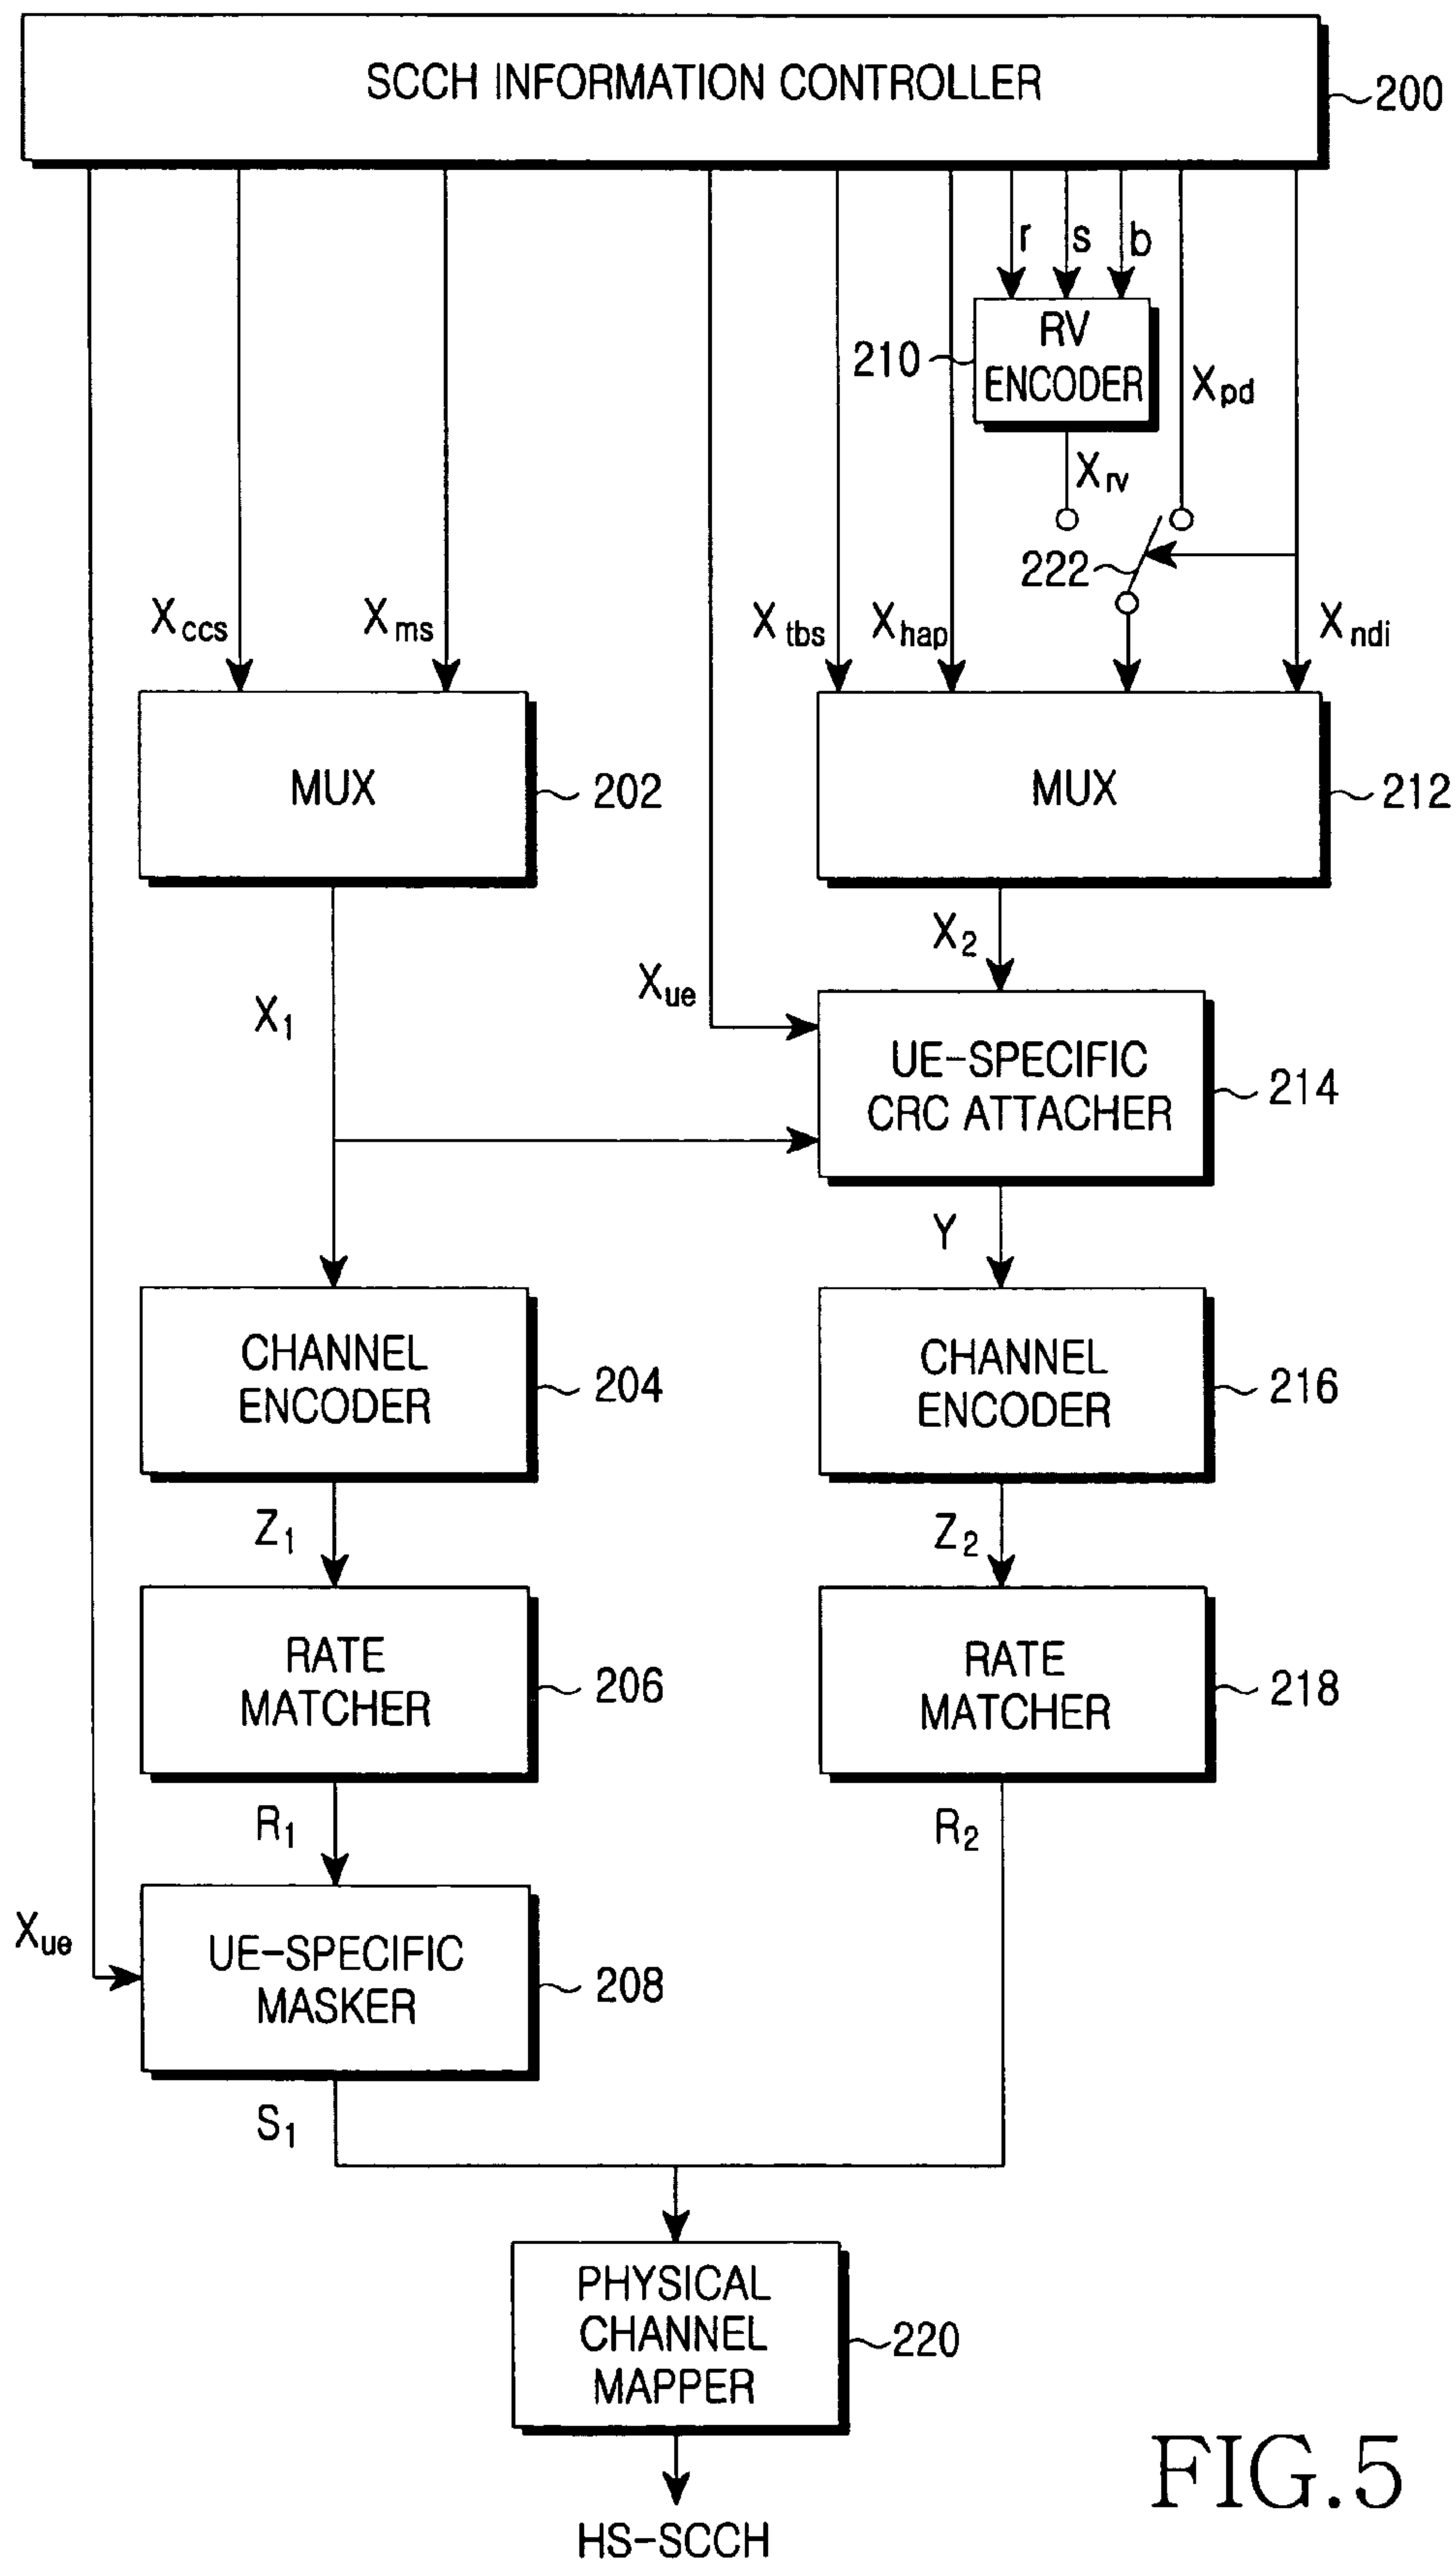 SCCH INFORMATION CONTROLLER
200
r s b
RV
ENCODER
210
Xpd
Xrv
222
Xccs
Xms
Xtbs
Xhap
Xndi
MUX
202
MUX
212
X2
Xue
X1
UE-SPECIFIC
CRC ATTACHER
214
Y
CHANNEL
ENCODER
204
CHANNEL
ENCODER
216
Z1
Z2
RATE
MATCHER
206
RATE
MATCHER
218
R1
R2
Xue
UE-SPECIFIC
MASKER
208
S1
PHYSICAL
CHANNEL
MAPPER
220
HS-SCCH
FIG.5